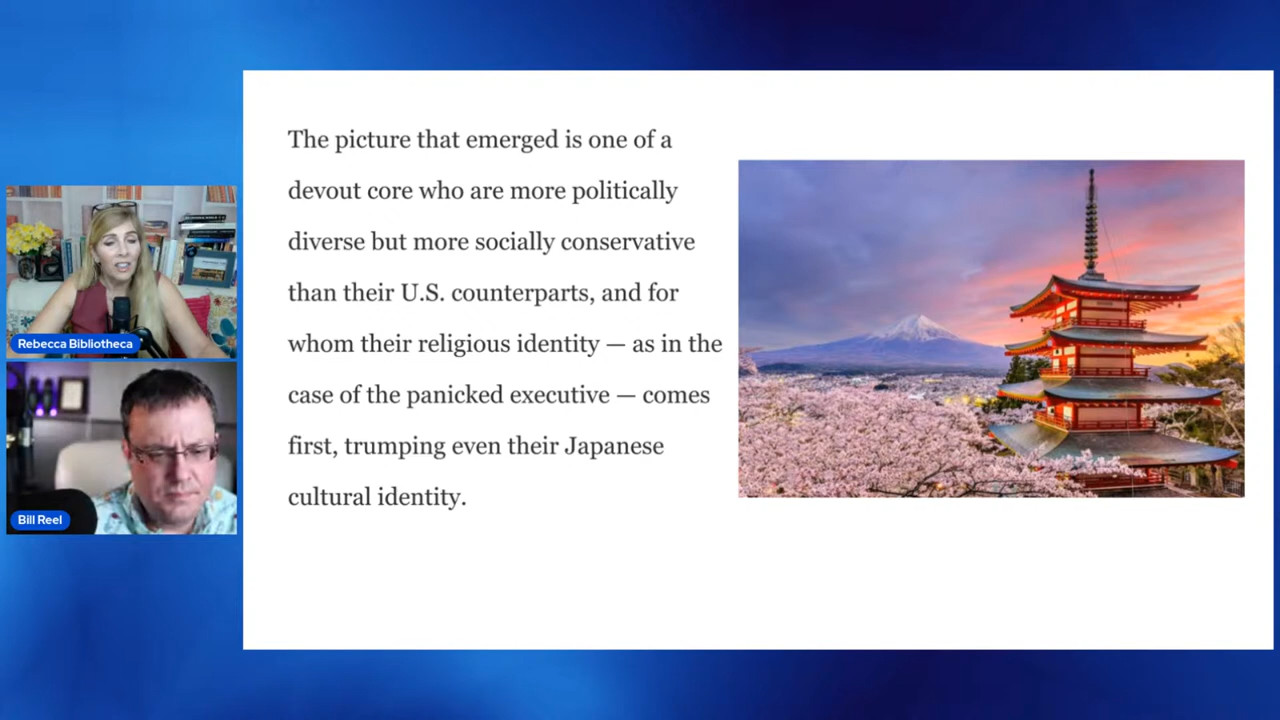 The picture that emerged is one of a
devout core who are more politically
diverse but more socially conservative
than their U.S. counterparts, and for
whom their religious identity — as in the
case of the panicked executive — comes
first, trumping even their Japanese
cultural identity.
Rebecca Bibliotheca
Bill Reel